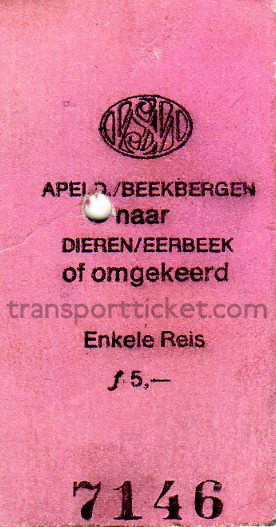 APELD./BEEKBERGEN
naar
DIEREN/EERBEEK
of omgekeerd
transportticket.com
Enkele Reis
ƒ 5,—
7146